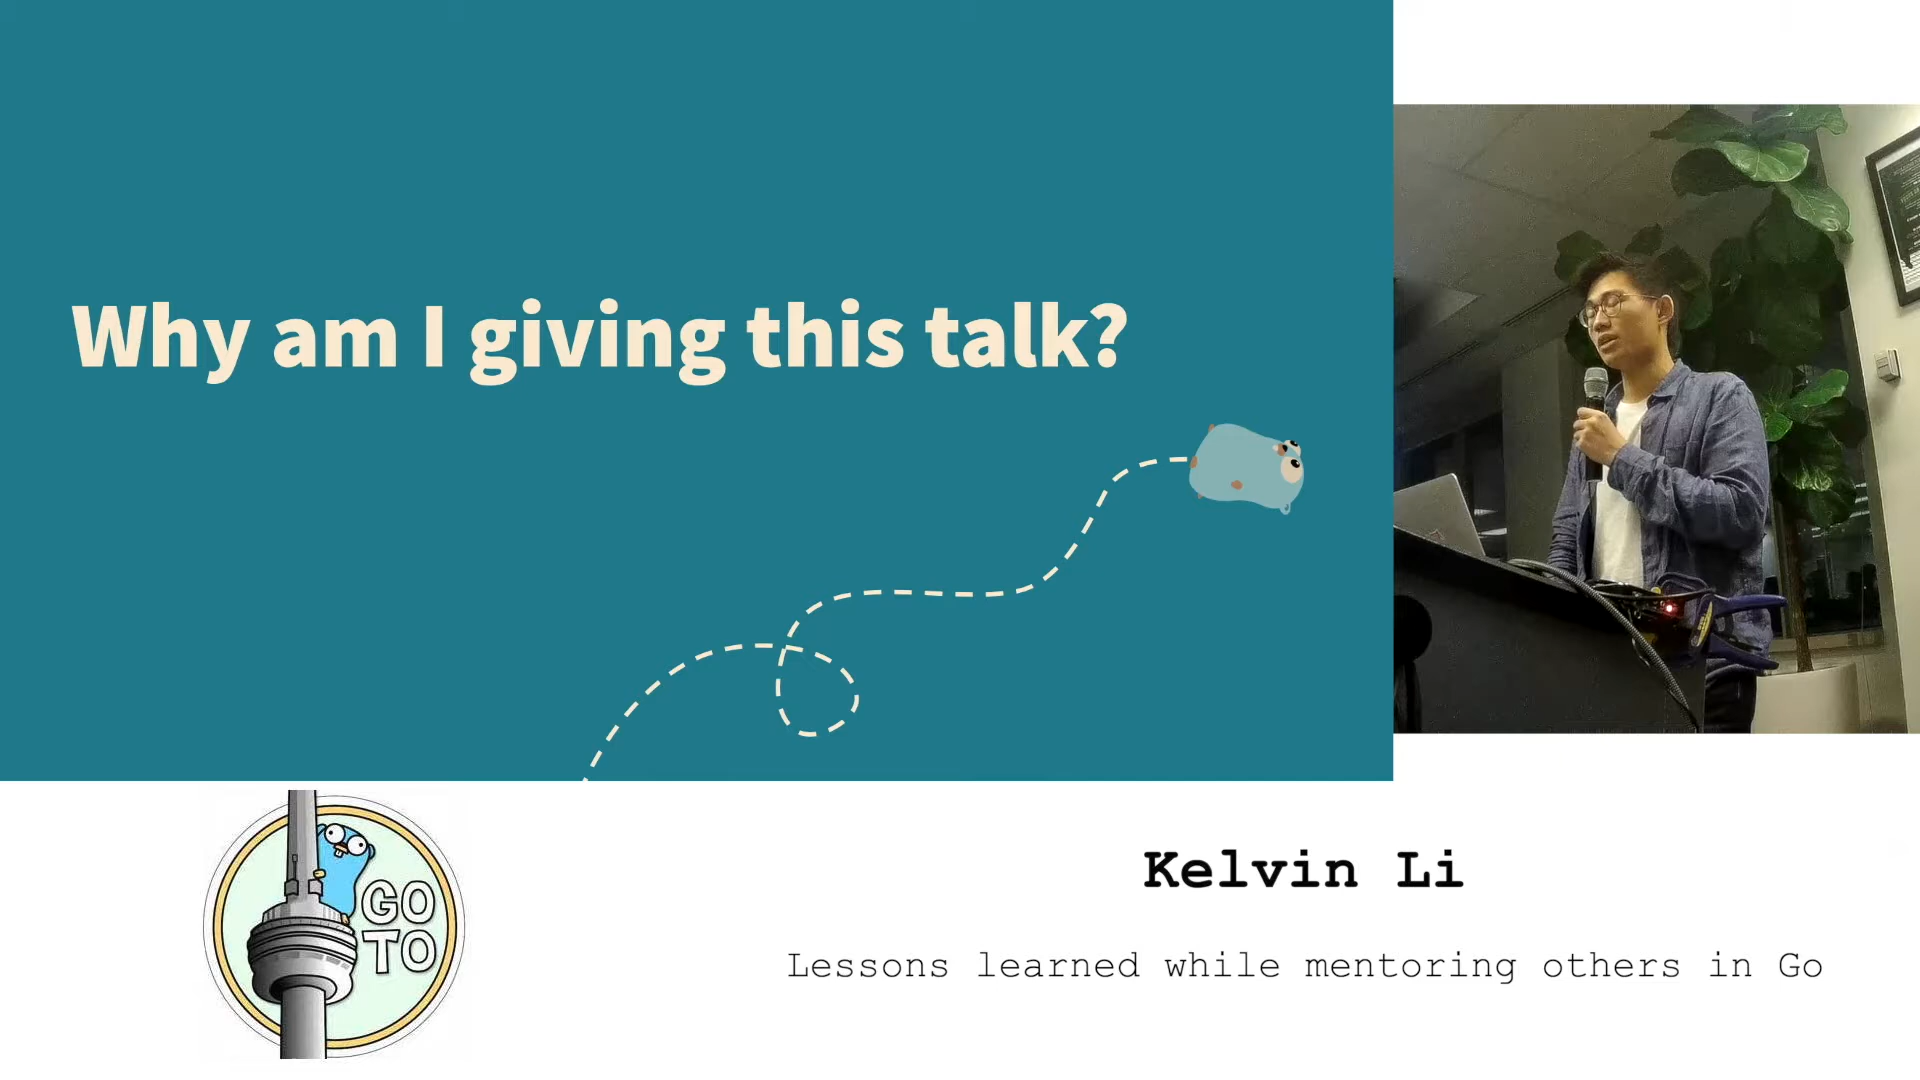 Why am I giving this talk?
GO
TO
Kelvin Li
Lessons learned while mentoring others in Go